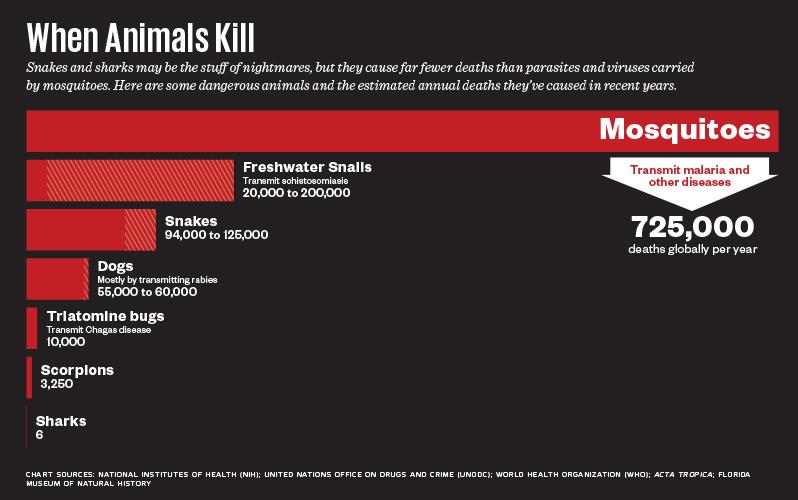 When Animals Kill
Snakes and sharks may be the stuff of nightmares, but they cause far fewer deaths than parasites and viruses carried
by mosquitoes. Here are some dangerous animals and the estimated annual deaths they've caused in recent years.
Mosquitoes
Transmit malaria and
other diseases
725,000
deaths globally per year
Freshwater Snails
Transmit schistosomiasis
20,000 to 200,000
Snakes
94,000 to 125,000
Dogs
Mostly by transmitting rabies
55,000 to 60,000
Triatomine bugs
Transmit Chagas disease
10,000
Scorpions
3,250
Sharks
6
CHART SOURCES: NATIONAL INSTITUTES OF HEALTH (NIH); UNITED NATIONS OFFICE ON DRUGS AND CRIME (UNODC); WORLD HEALTH ORGANIZATION (WHO); ACTA TROPICA; FLORIDA
MUSEUM OF NATURAL HISTORY